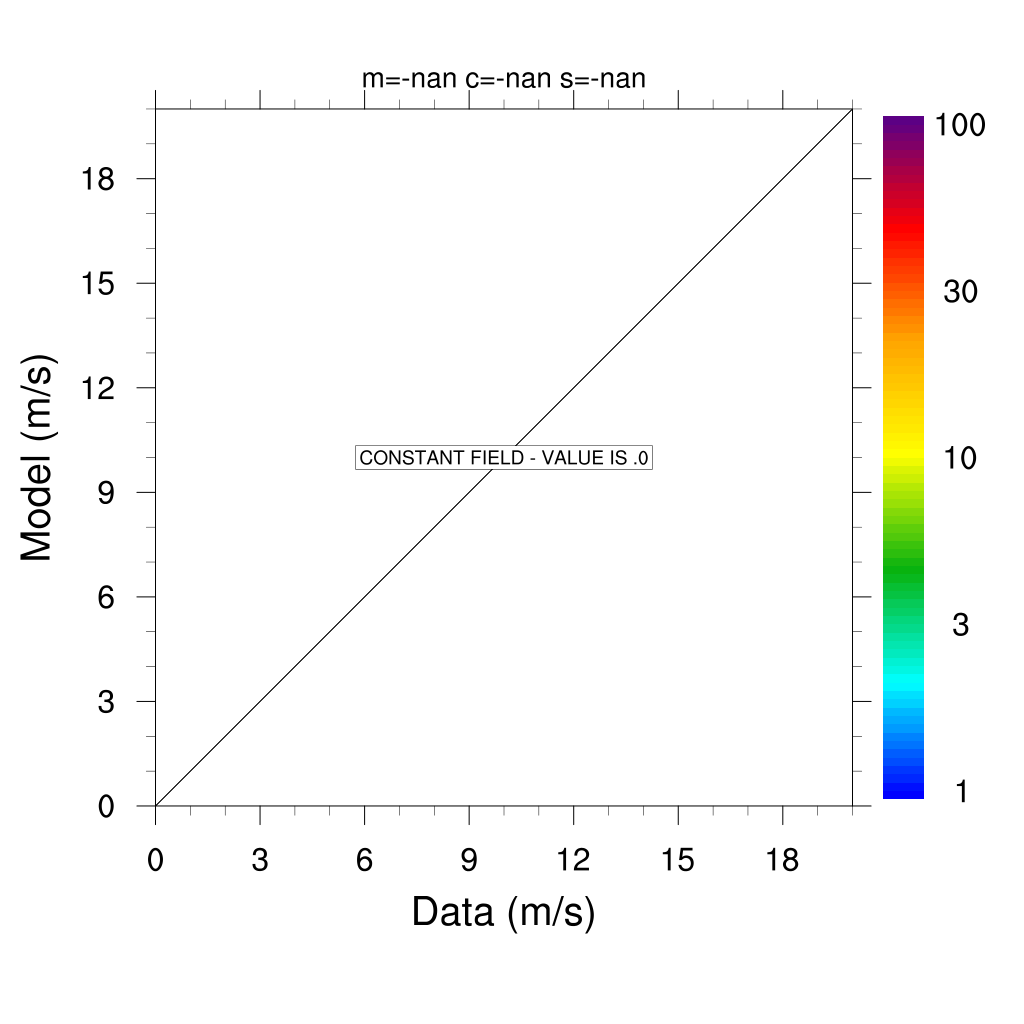 m=-nan c=-nan s=-nan
100
18
30
15
Model (m/s)
12
CONSTANT FIELD - VALUE IS .0
10
9
6
3
3
1
0
0 3 6 9 12 15 18
Data (m/s)